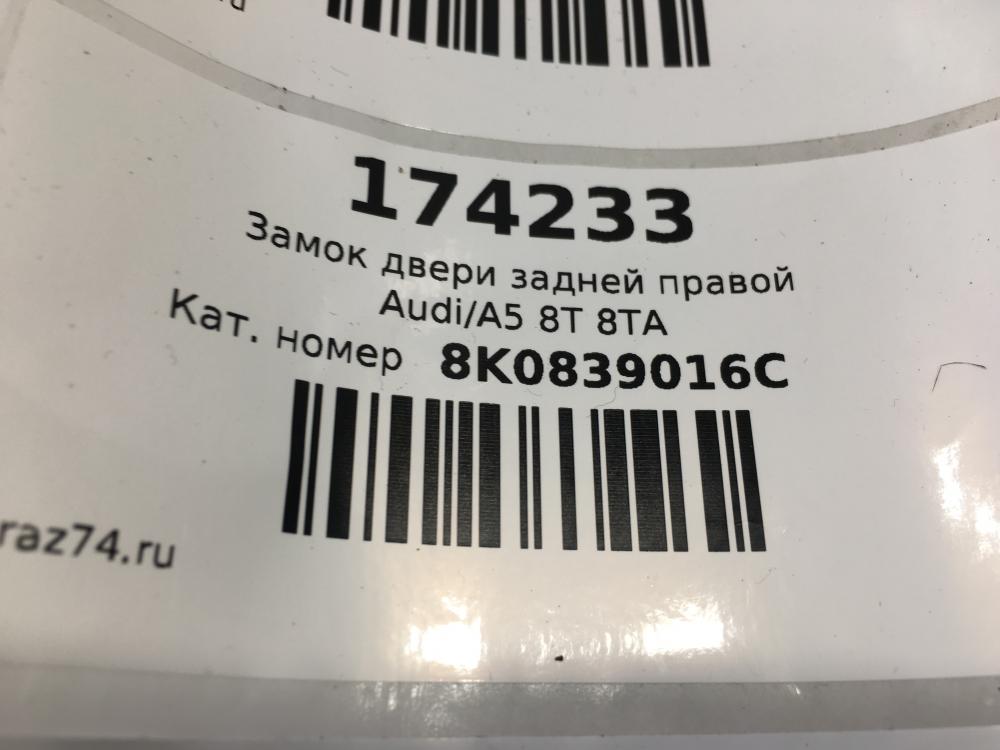 174233
Замок двери задней правой
Audi/A5 8T 8TA
Кат. номер 8K0839016C
raz74.ru